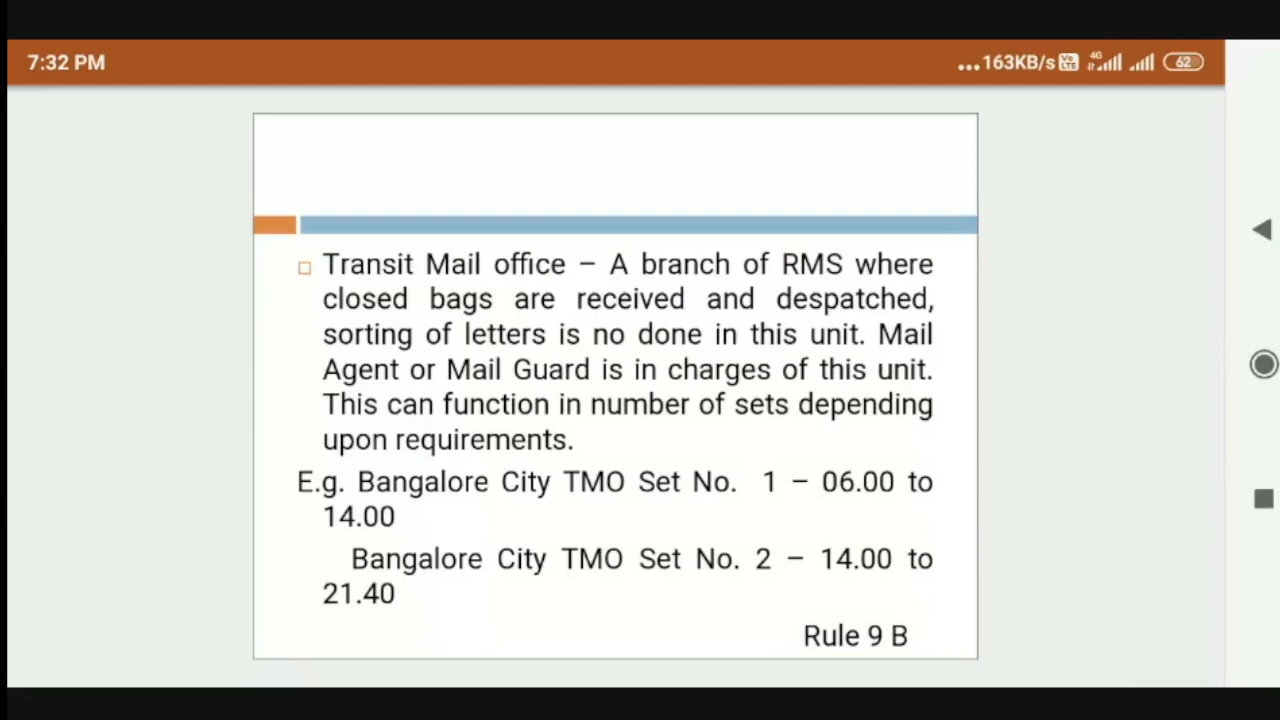 7:32 PM
...163KB/s Vo LTE 4G 62
Transit Mail office – A branch of RMS where
closed bags are received and despatched,
sorting of letters is no done in this unit. Mail
Agent or Mail Guard is in charges of this unit.
This can function in number of sets depending
upon requirements.
E.g. Bangalore City TMO Set No. 1 – 06.00 to
14.00
Bangalore City TMO Set No. 2 – 14.00 to
21.40
Rule 9 B